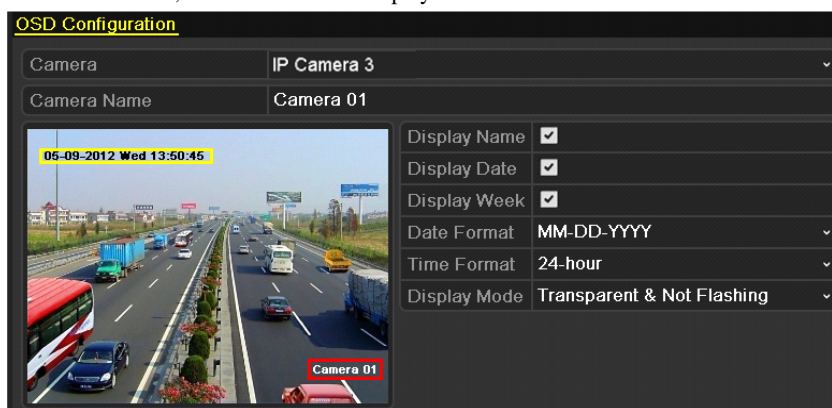 OSD Configuration
Camera IP Camera 3
Camera Name Camera 01
05-09-2012 Wed 13:50:45
Camera 01
Display Name
Display Date
Display Week
Date Format MM-DD-YYYY
Time Format 24-hour
Display Mode Transparent & Not Flashing